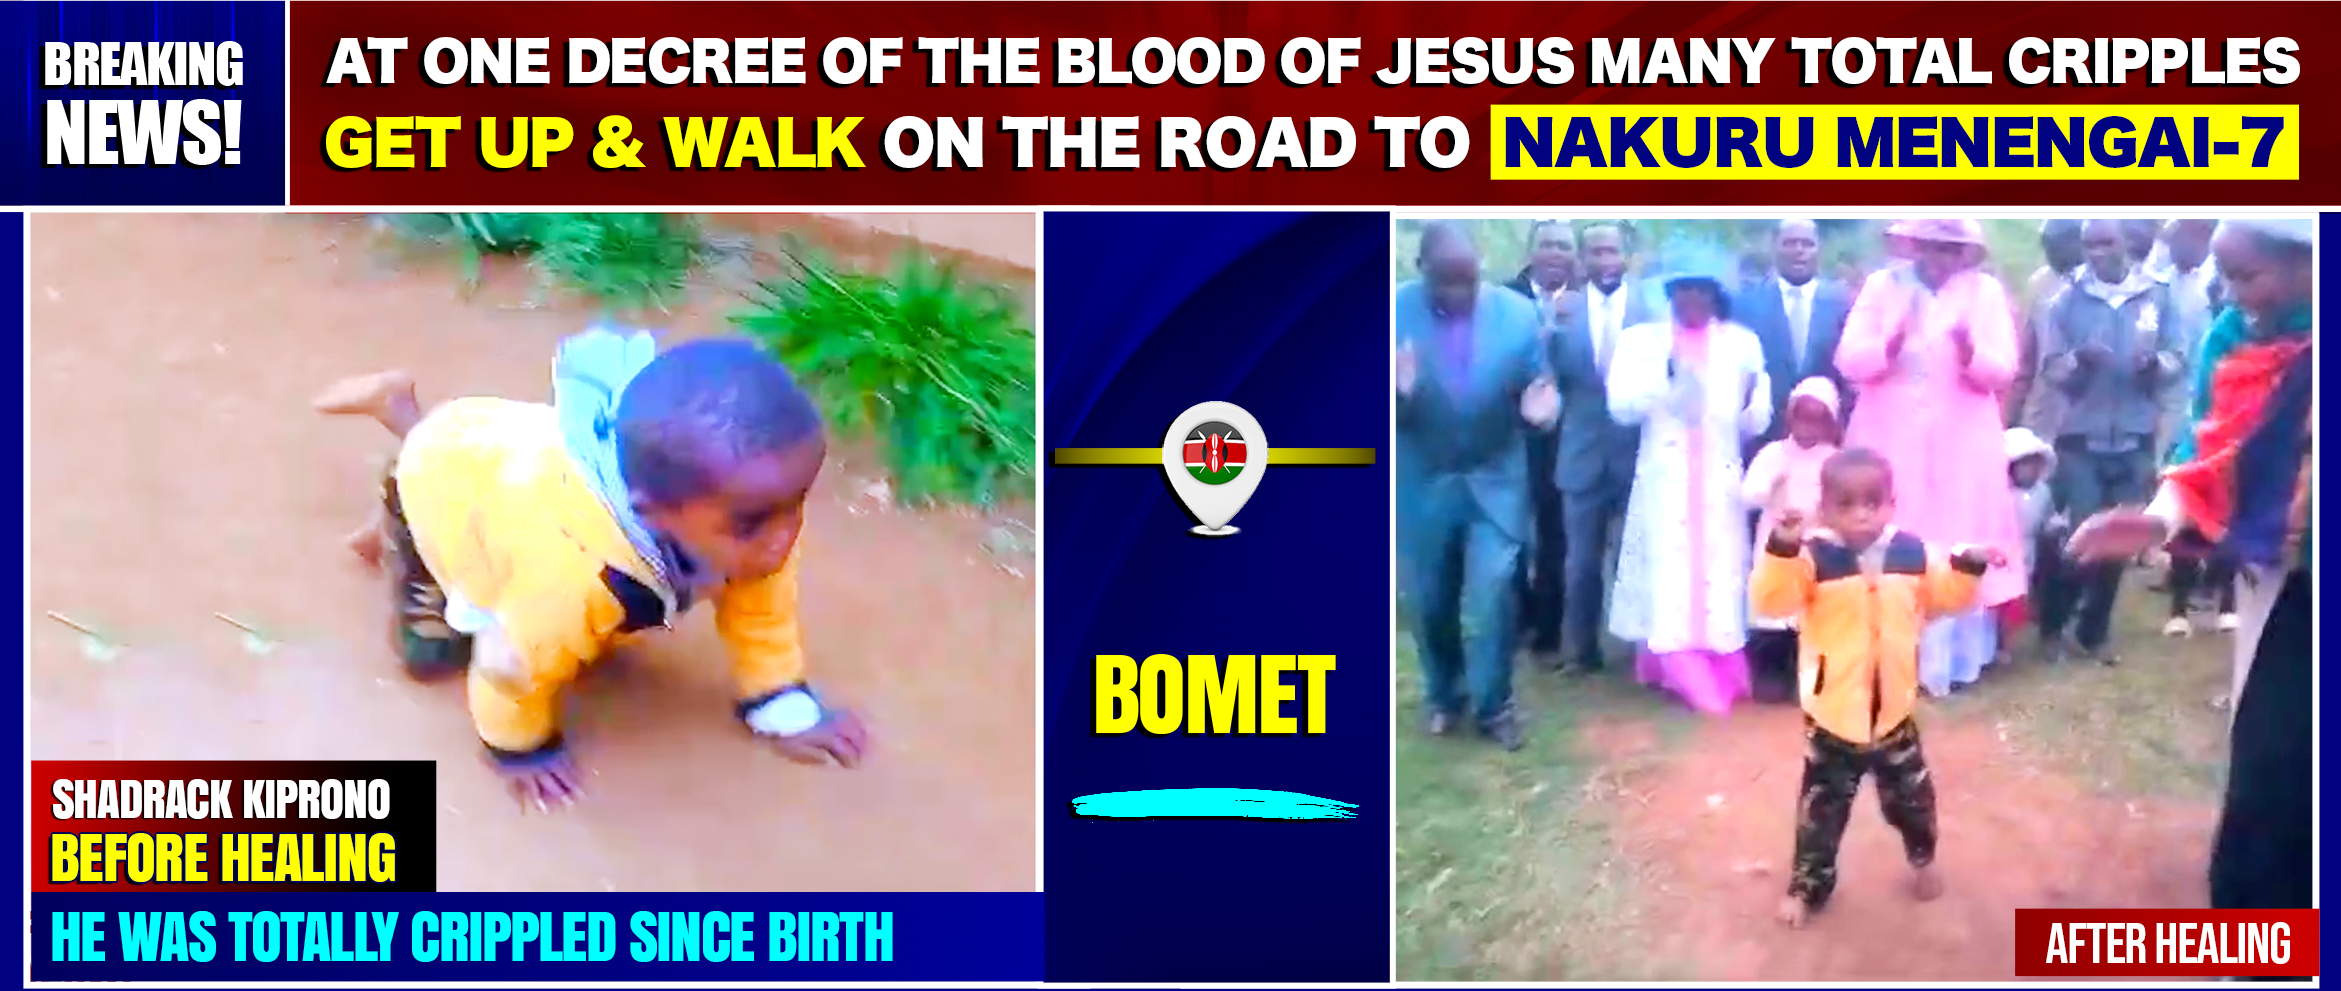 BREAKING
NEWS!
AT ONE DECREE OF THE BLOOD OF JESUS MANY TOTAL CRIPPLES
GET UP & WALK ON THE ROAD TO NAKURU MENENGAI-7
BOMET
SHADRACK KIPRONO
BEFORE HEALING
HE WAS TOTALLY CRIPPLED SINCE BIRTH
AFTER HEALING